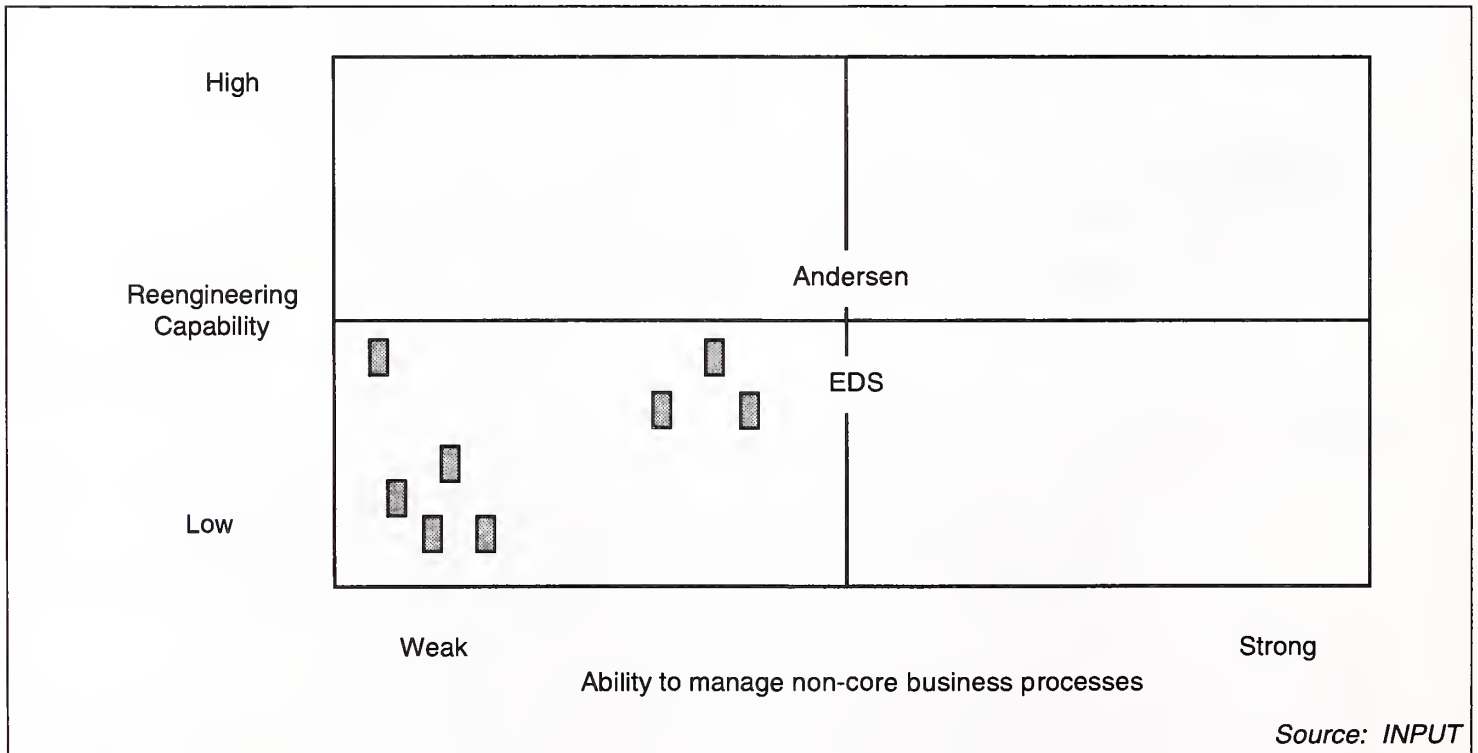 High
Andersen
Reengineering
Capability
EDS
Low
Weak
Strong
Ability to manage non-core business processes
Source: INPUT